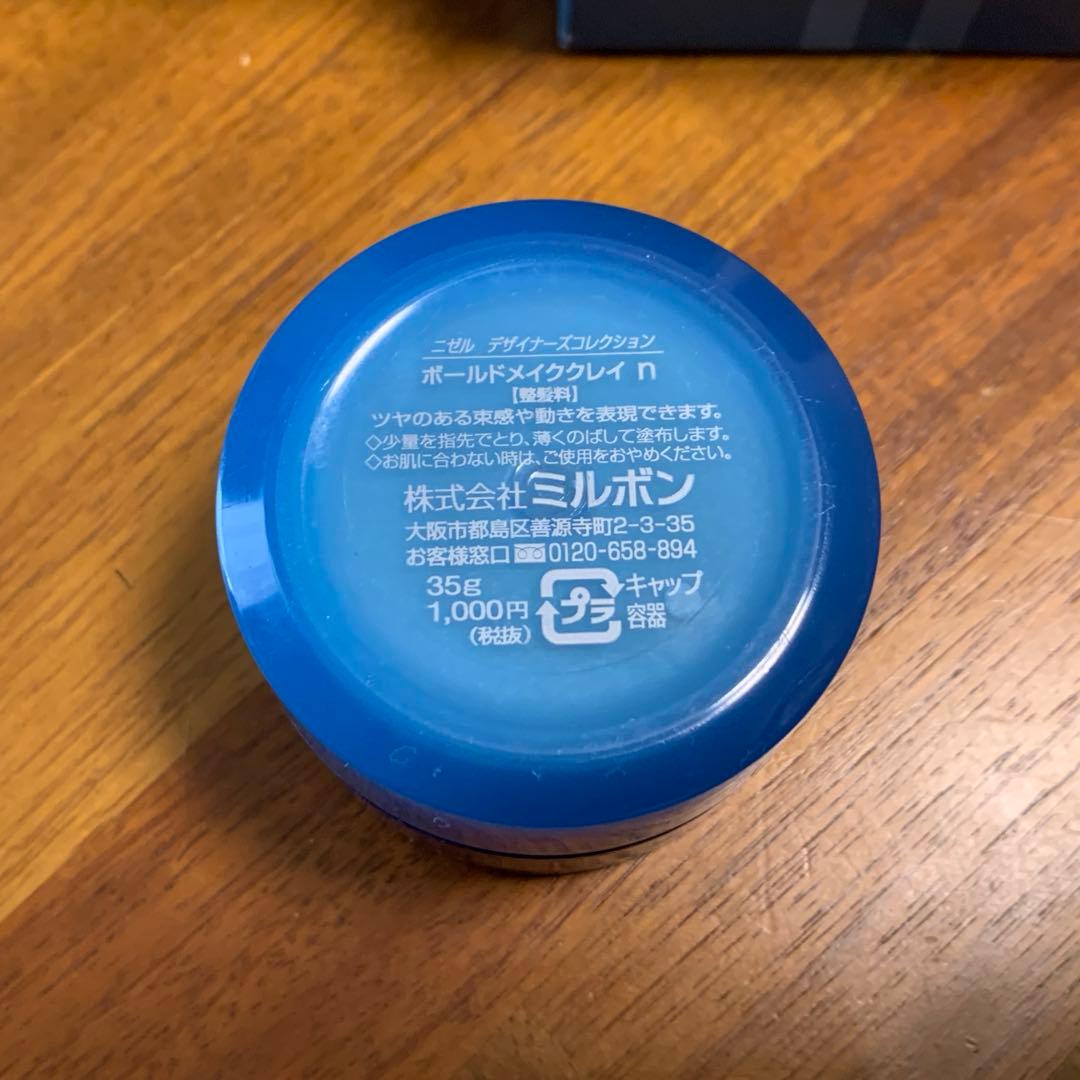 ニゼル デザイナーズコレクション
ボールドメイククレイ n
【整髪料】
ツヤのある束感や動きを表現できます。
◇少量を指先でとり、薄くのばして塗布します。
◇お肌に合わない時は、ご使用をおやめください。
株式会社ミルボン
大阪市都島区善源寺町2-3-35
お客様窓口 0120-658-894
35g
1,000円
(税抜)
プラ
キャップ
容器